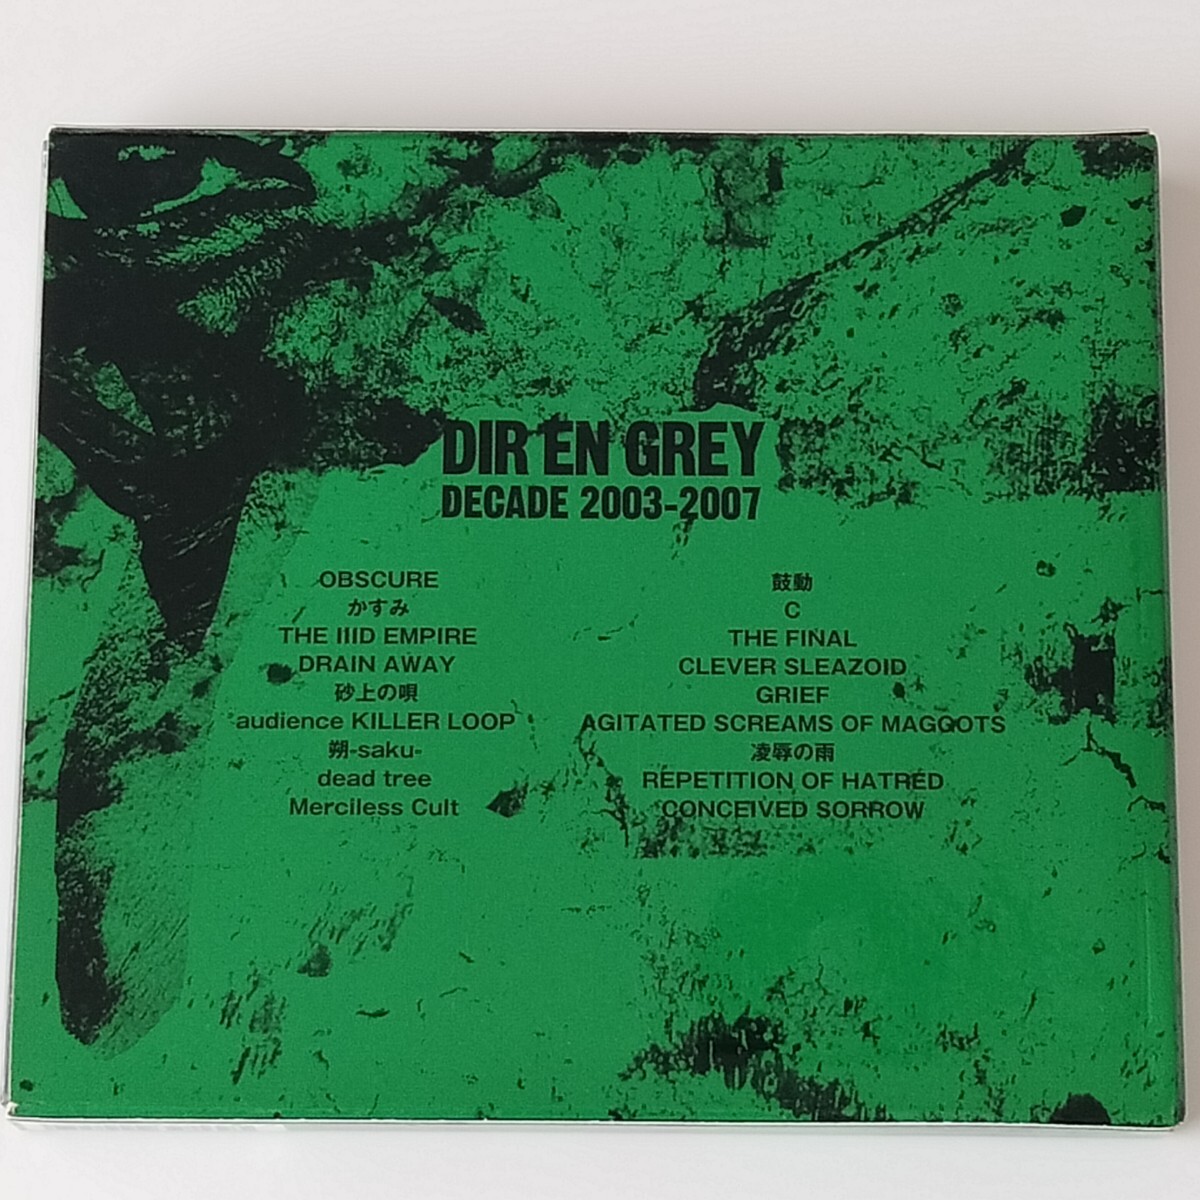 DIR EN GREY
DECADE 2003-2007
OBSCURE
かすみ
THE IIID EMPIRE
DRAIN AWAY
砂上の唄
audience KILLER LOOP
朔-saku-
dead tree
Merciless Cult
鼓動
C
THE FINAL
CLEVER SLEAZOID
GRIEF
AGITATED SCREAMS OF MAGGOTS
凌辱の雨
REPETITION OF HATRED
CONCEIVED SORROW